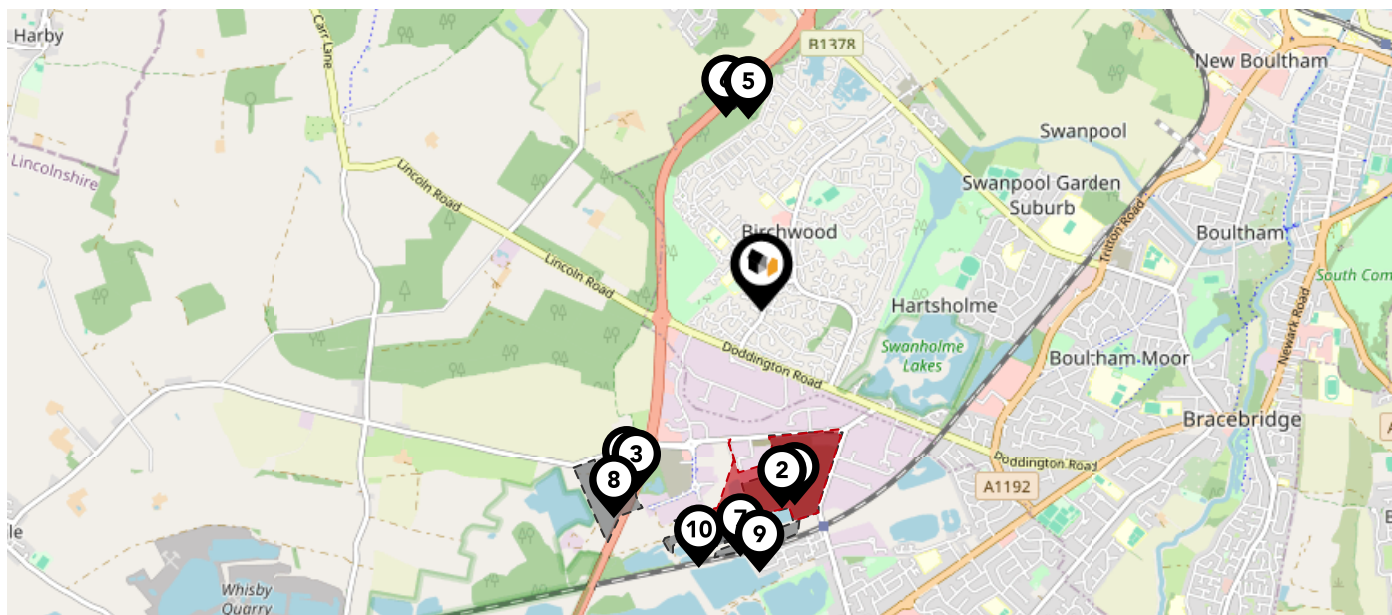 Harby
Carr Lane
B1378
New Boultham
5
Swanpool
Lincolnshire
Lincoln Road
Swanpool Garden
Suburb
Tritton Road
Birchwood
Boultham
Lincoln Road
South Com
Hartsholme
Newark Road
Swanholme
Lakes
Doddington Road
Boultham Moor
Bracebridge
3
2
8
Doddington Road
A1192
7
10
9
Whisby
Quarry